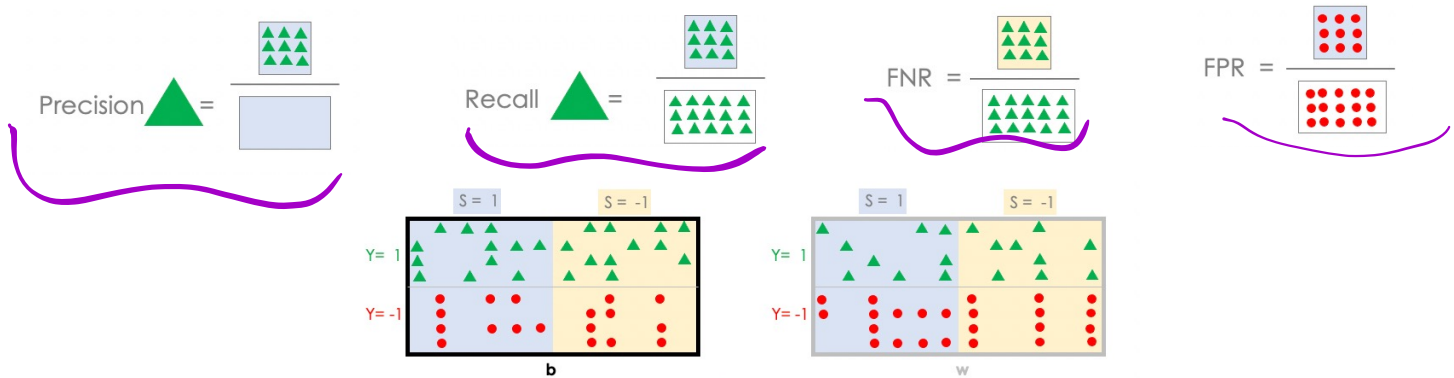 Precision =
Recall =
FNR =
FPR =
S = 1
S = -1
S = 1
S = -1
Y= 1
Y= -1
Y= 1
Y= -1
b
w